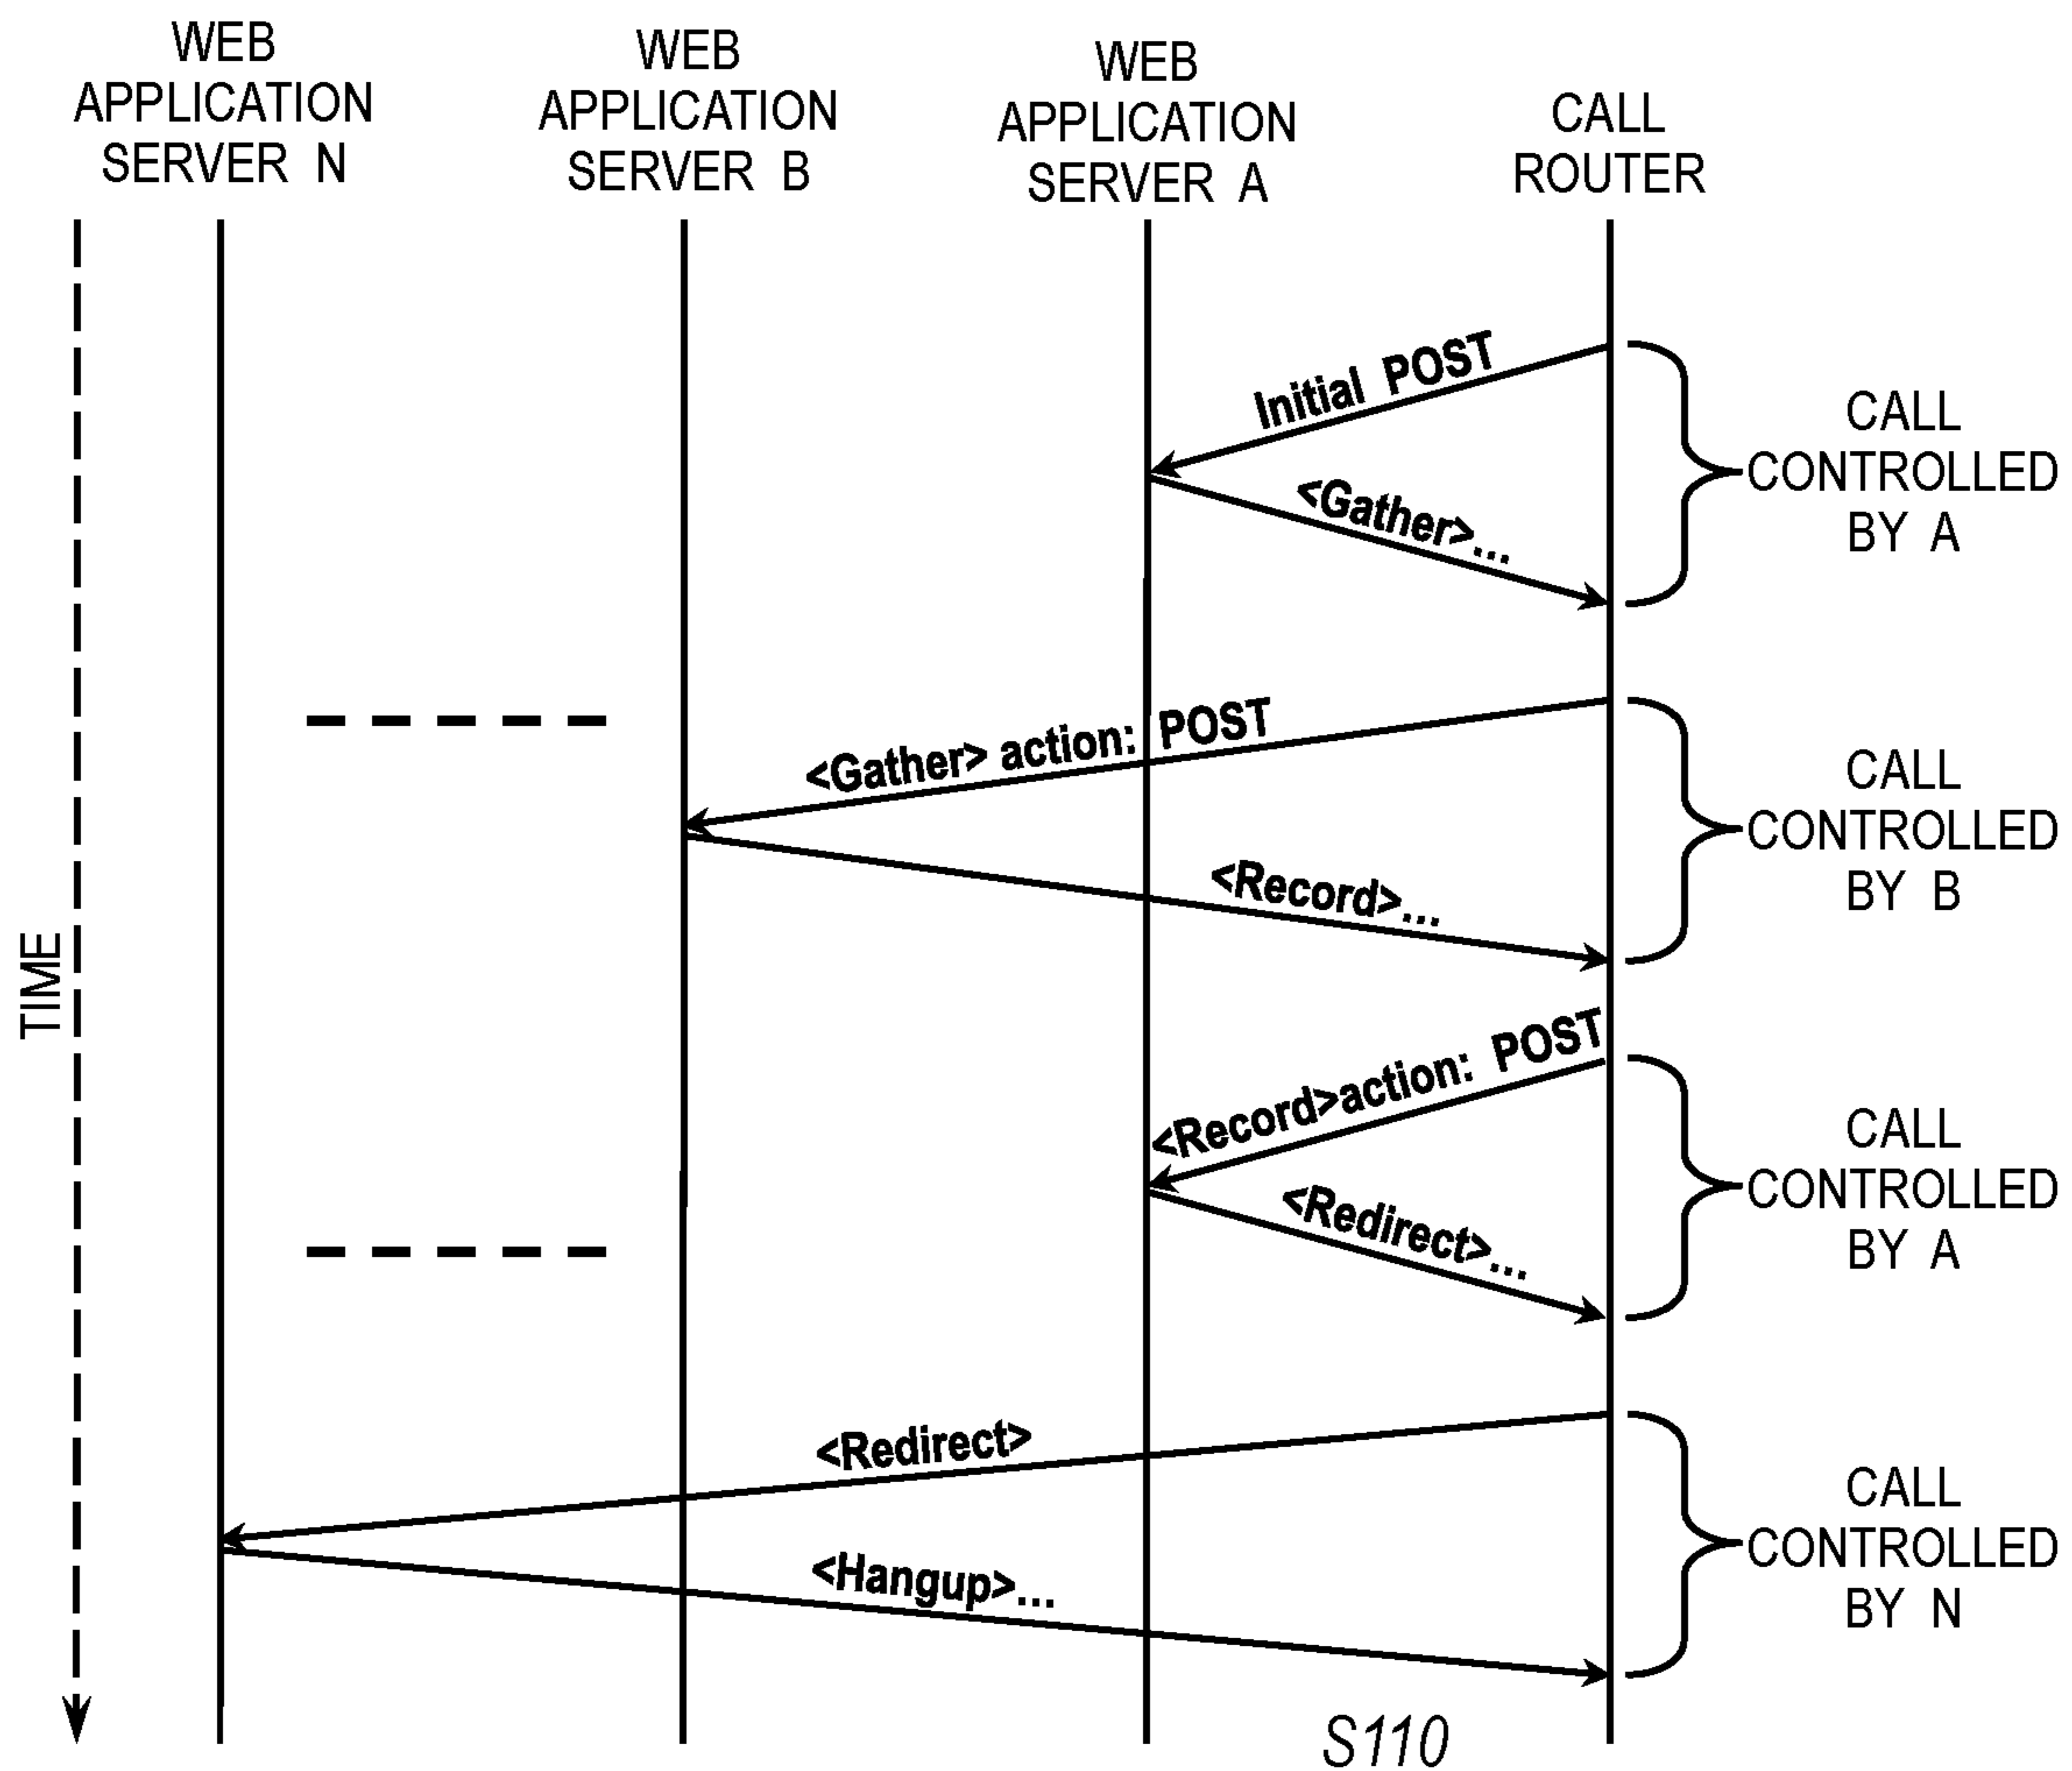 WEB
APPLICATION
SERVER N
WEB
APPLICATION
SERVER B
WEB
APPLICATION
SERVER A
CALL
ROUTER
TIME
Initial POST
<Gather>...
CALL
CONTROLLED
BY A
<Gather> action: POST
<Record>...
CALL
CONTROLLED
BY B
<Record>action: POST
<Redirect>...
CALL
CONTROLLED
BY A
<Redirect>
<Hangup>...
CALL
CONTROLLED
BY N
S110